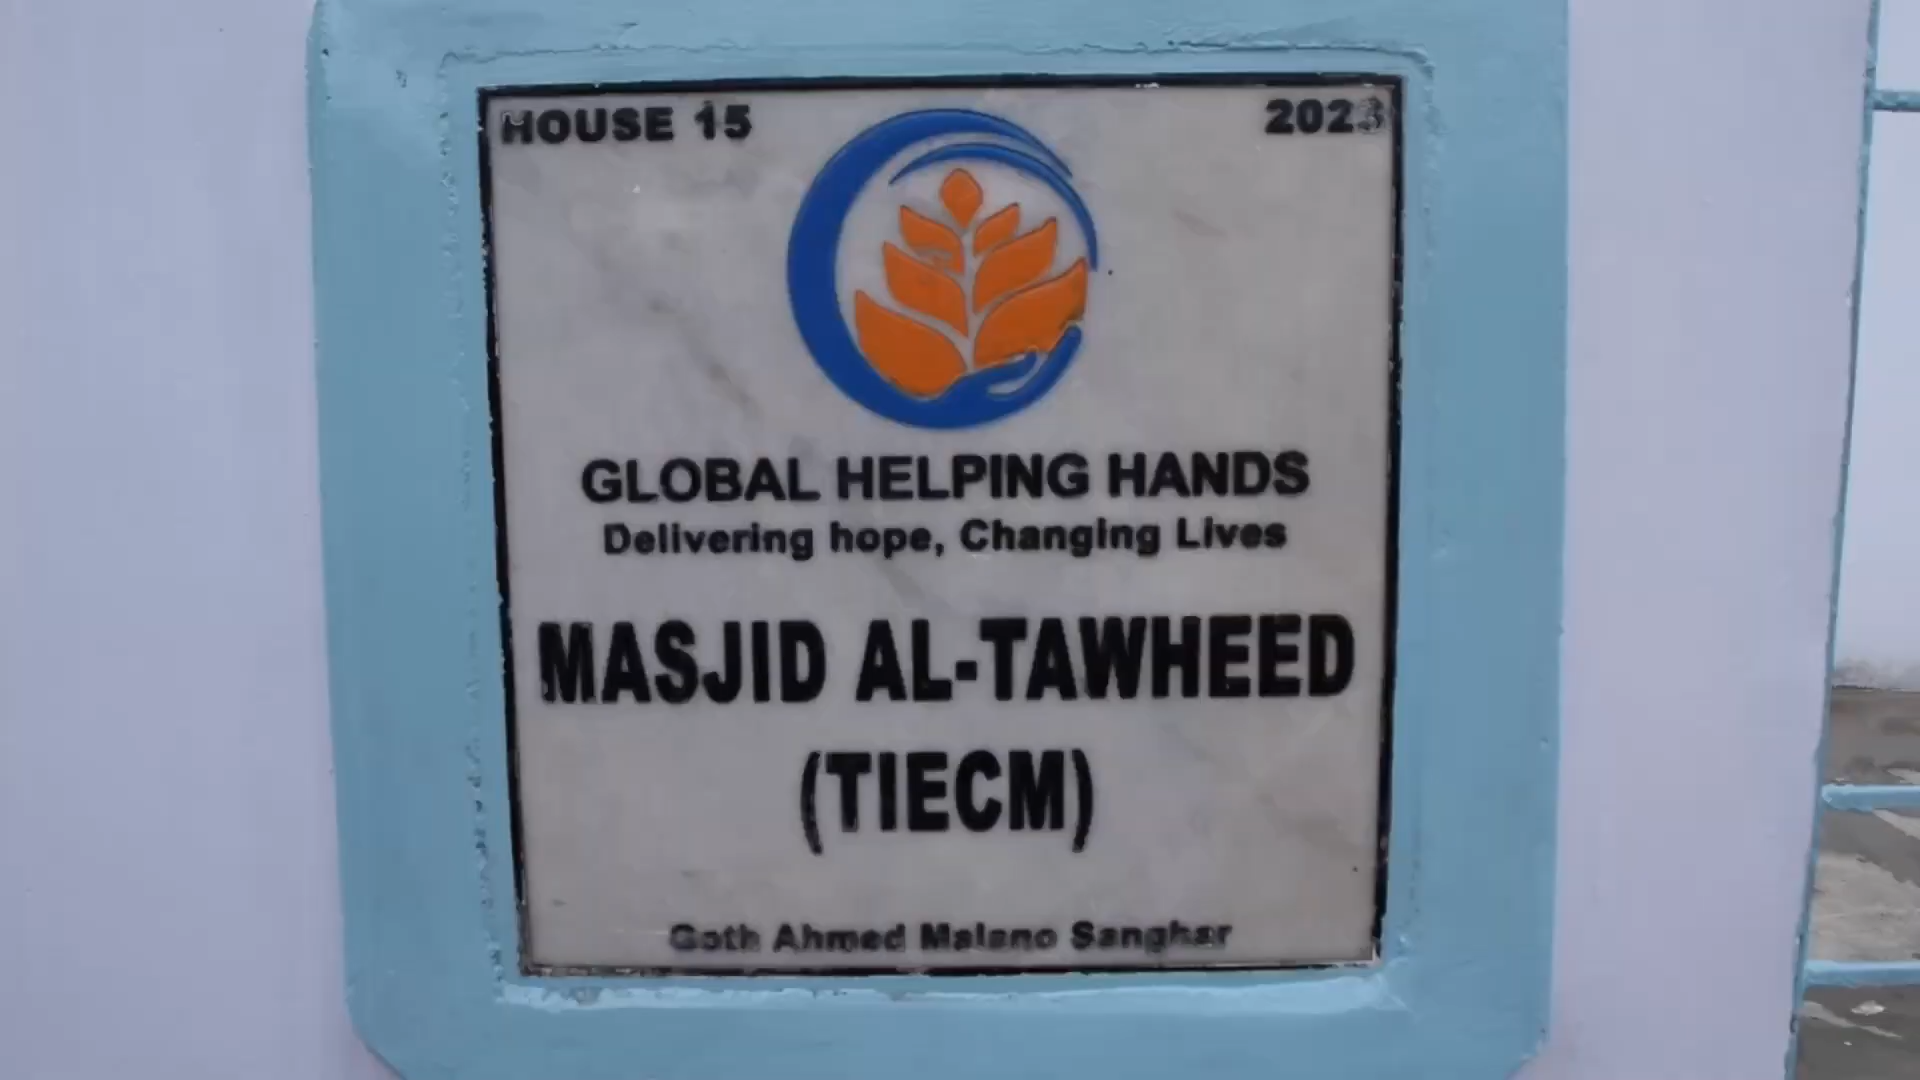 HOUSE 15 2023
GLOBAL HELPING HANDS
Delivering hope, Changing Lives
MASJID AL-TAWHEED
(TIECM)
Goth Ahmed Malano Sanghar